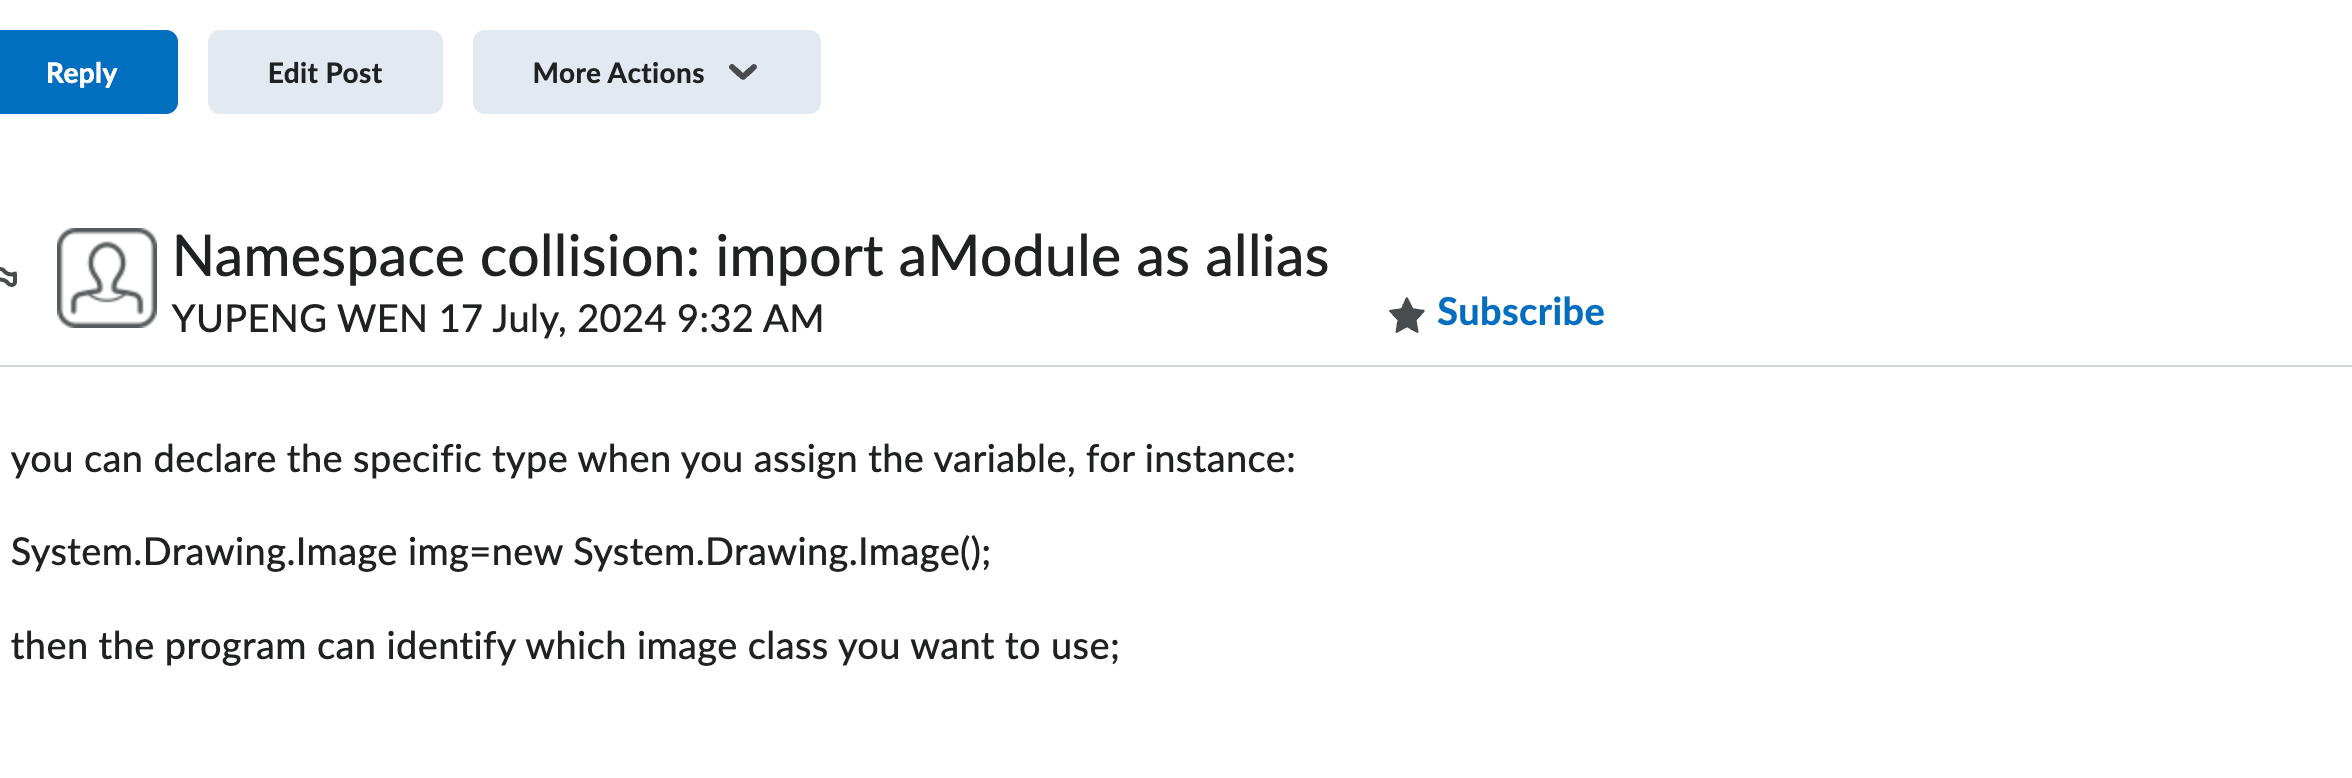 Reply
Edit Post
More Actions
Namespace collision: import aModule as allias
YUPENG WEN 17 July, 2024 9:32 AM
Subscribe
you can declare the specific type when you assign the variable, for instance:
System.Drawing.Image img=new System.Drawing.Image();
then the program can identify which image class you want to use;